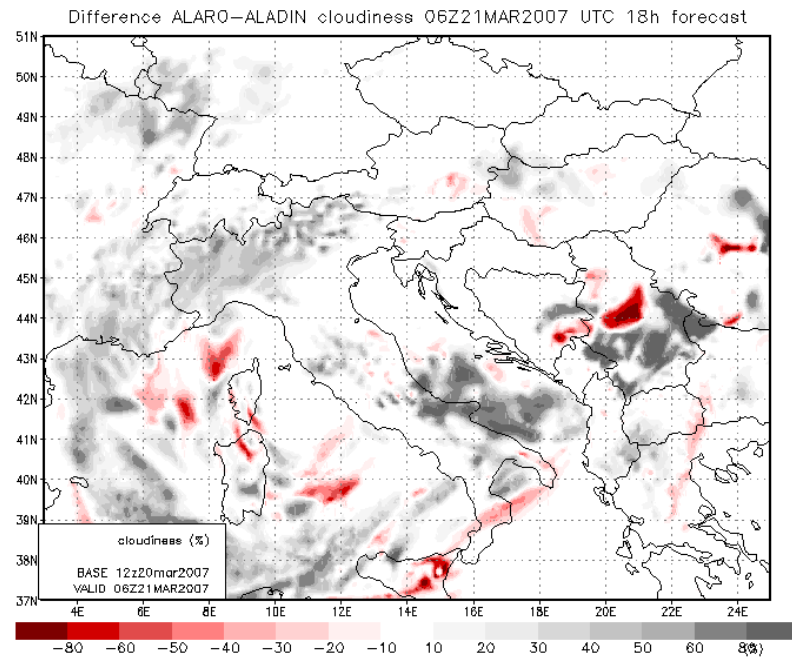 Difference ALARO-ALADIN cloudiness 06Z21MAR2007 UTC 18h forecast
51N
50N
49N
48N
47N
46N
45N
44N
43N
42N
41N
40N
39N
38N
37N
cloudiness (%)
BASE 12z20mar2007
VALID 06Z21MAR2007
4E 6E 8E 10E 12E 14E 16E 18E 20E 22E 24E
-80 -60 -50 -40 -30 -20 -10 10 20 30 40 50 60 80 (%)